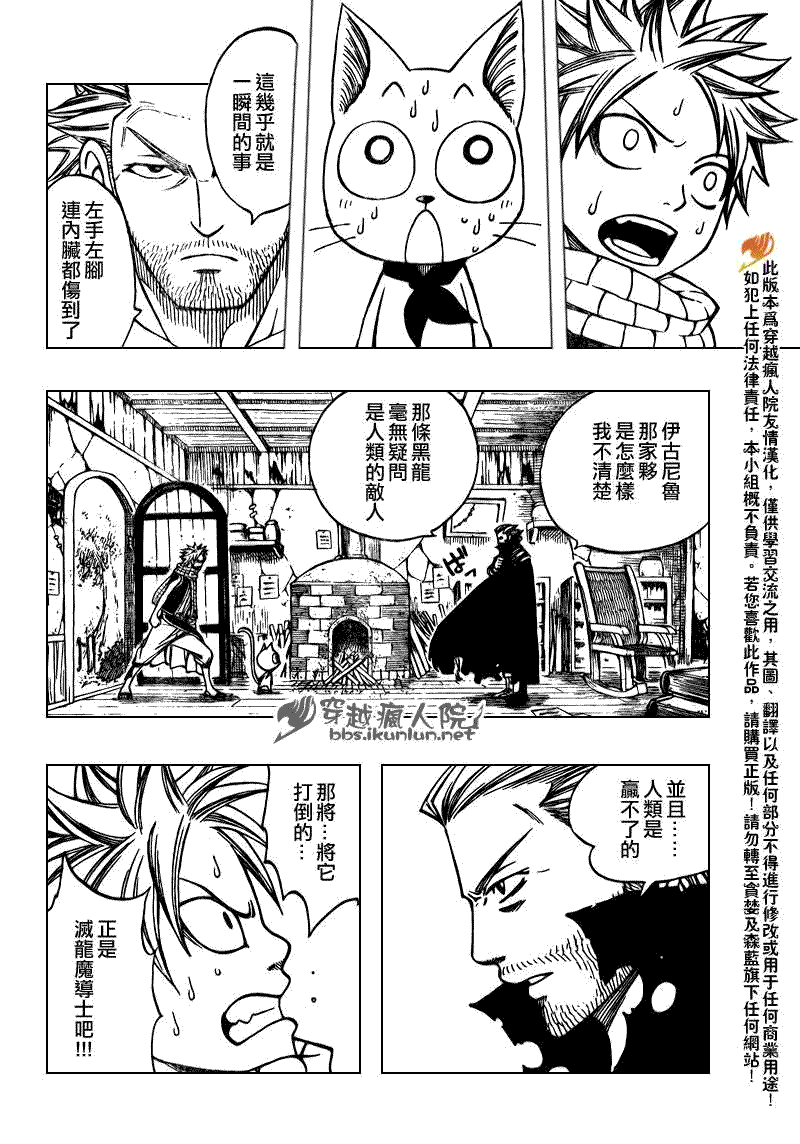 這幾乎就是
一瞬間的事
左手左腳
連內臟都傷到了
伊古尼魯
那家夥
是怎麼樣
我不清楚
那條黑龍
毫無疑問
是人類的敵人
ばっ
穿越瘋人院
bbs.ikunlun.net
並且……
人類是
贏不了的
那將…將它
打倒的…
正是
滅龍魔導士吧!!!
此版本爲穿越瘋人院友情漢化，僅供學習交流之用，其圖、翻譯以及任何部分不得進行修改或用于任何商業用途！
如犯上任何法律責任，本小組概不負責。若您喜歡此作品，請購買正版！請勿轉至貪婪及森藍旗下任何網站！